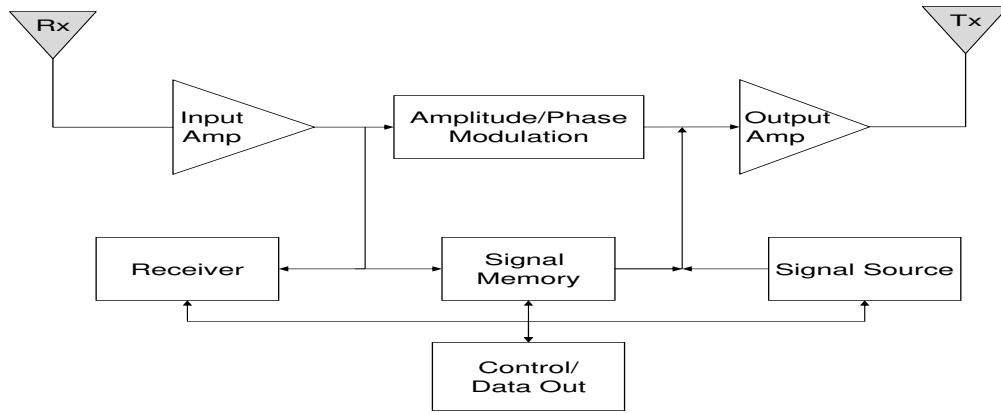 Rx
Tx
Input
Amp
Amplitude/Phase
Modulation
Output
Amp
Receiver
Signal
Memory
Signal Source
Control/
Data Out